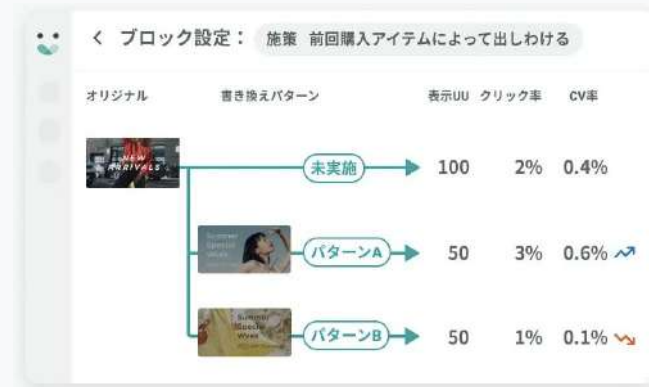 ブロック設定： 施策 前回購入アイテムによって出しわける
オリジナル 書き換えパターン 表示UU クリック率 CV率
NEW
ARRIVALS
未実施 100 2% 0.4%
Summer
Special
Week
パターンA 50 3% 0.6%
Summer
Special
Week
パターンB 50 1% 0.1%